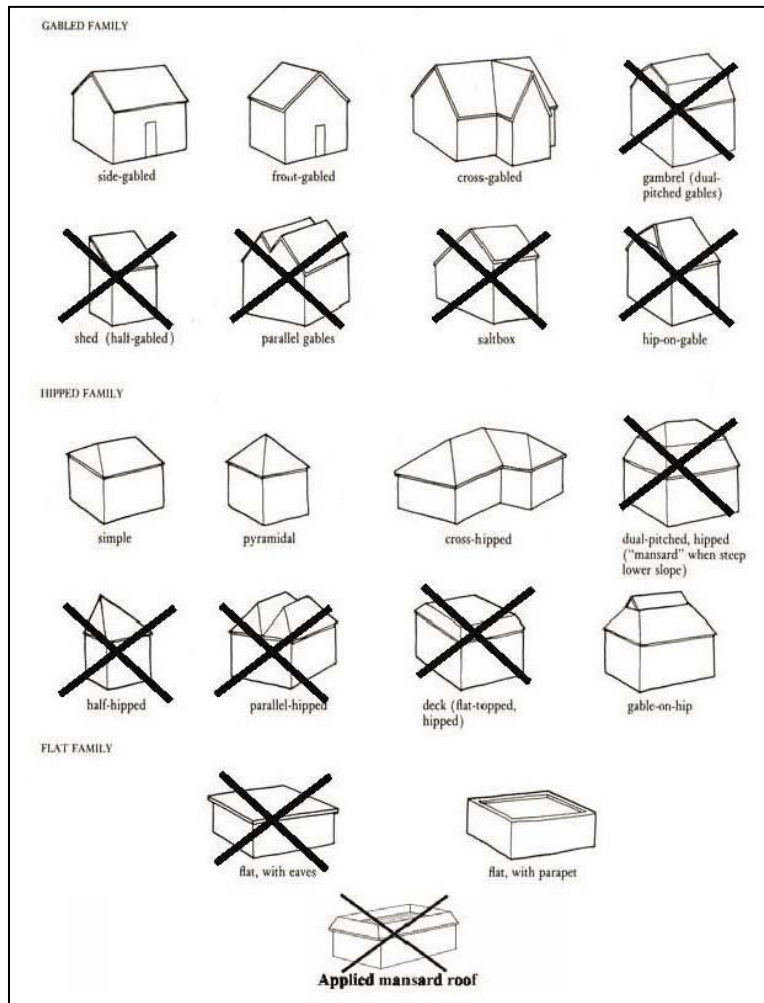 GABLED FAMILY
side-gabled
front-gabled
cross-gabled
gambrel (dual-
pitched gables)
shed (half-gabled)
parallel gables
saltbox
hip-on-gable
HIPPED FAMILY
simple
pyramidal
cross-hipped
dual-pitched, hipped
("mansard" when steep
lower slope)
half-hipped
parallel-hipped
deck (flat-topped,
hipped)
gable-on-hip
FLAT FAMILY
flat, with eaves
flat, with parapet
Applied mansard roof